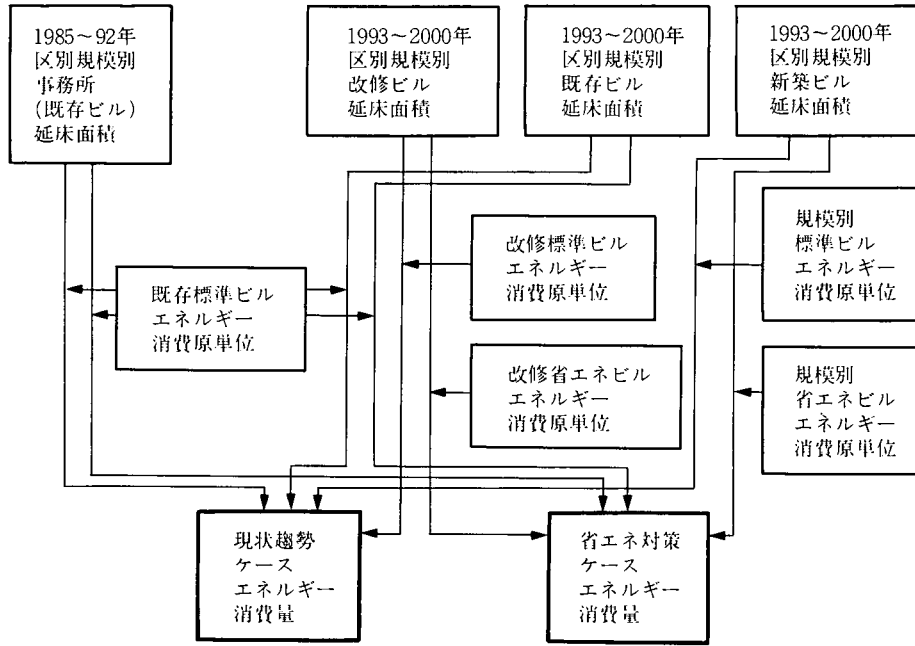 1985～92年
区別規模別
事務所
(既存ビル)
延床面積
1993～2000年
区別規模別
改修ビル
延床面積
1993～2000年
区別規模別
既存ビル
延床面積
1993～2000年
区別規模別
新築ビル
延床面積
既存標準ビル
エネルギー
消費原単位
改修標準ビル
エネルギー
消費原単位
規模別
標準ビル
エネルギー
消費原単位
改修省エネビル
エネルギー
消費原単位
規模別
省エネビル
エネルギー
消費原単位
現状趨勢
ケース
エネルギー
消費量
省エネ対策
ケース
エネルギー
消費量